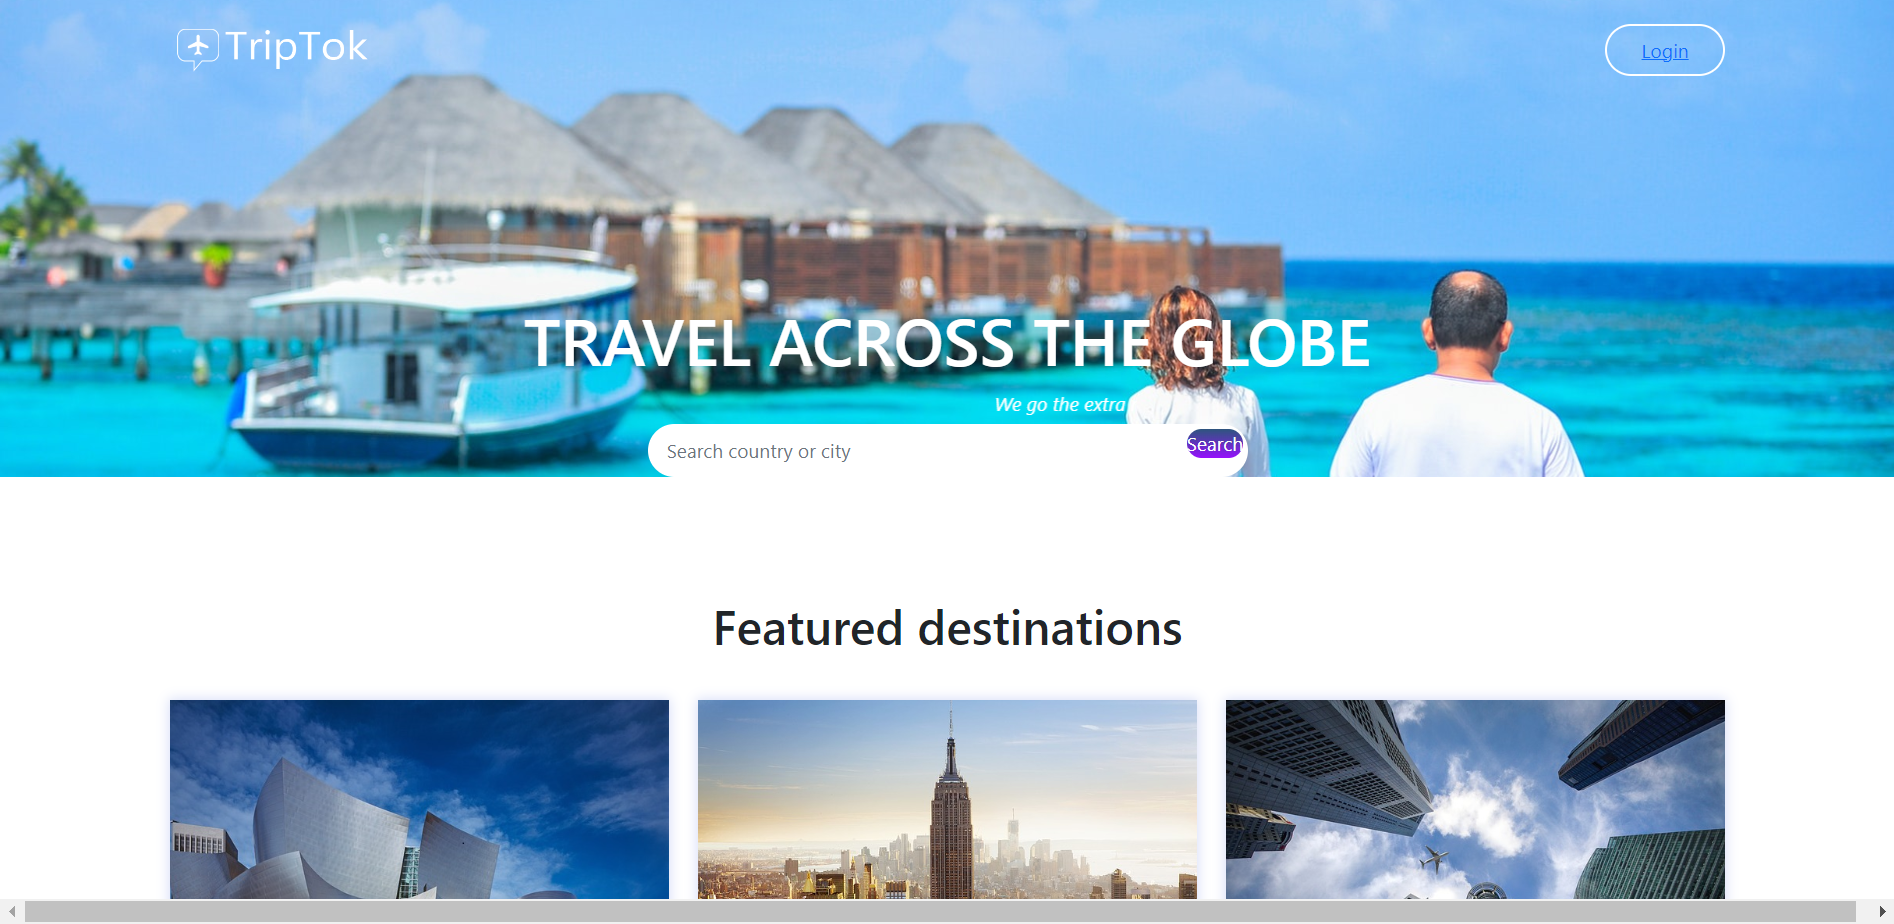 TripTok
Login
TRAVEL ACROSS THE GLOBE
We go the extra
Search country or city
Search
Featured destinations